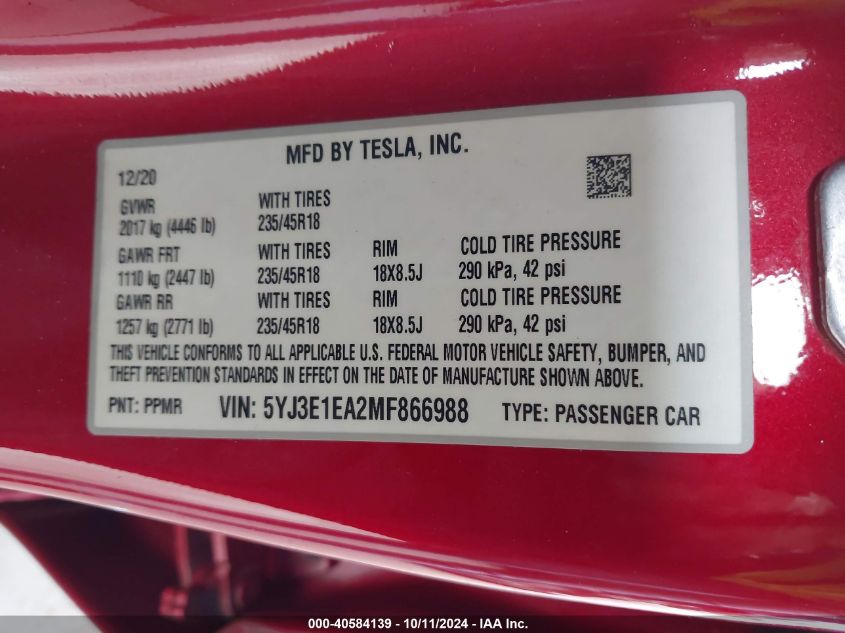 MFD BY TESLA, INC.
12/20
GVWR WITH TIRES
2017 kg (4446 lb) 235/45R18
GAWR FRT WITH TIRES RIM COLD TIRE PRESSURE
1110 kg (2447 lb) 235/45R18 18X8.5J 290 kPa, 42 psi
GAWR RR WITH TIRES RIM COLD TIRE PRESSURE
1257 kg (2771 lb) 235/45R18 18X8.5J 290 kPa, 42 psi
THIS VEHICLE CONFORMS TO ALL APPLICABLE U.S. FEDERAL MOTOR VEHICLE SAFETY, BUMPER, AND
THEFT PREVENTION STANDARDS IN EFFECT ON THE DATE OF MANUFACTURE SHOWN ABOVE.
PNT: PPMR VIN: 5YJ3E1EA2MF866988 TYPE: PASSENGER CAR
000-40584139 - 10/11/2024 - IAA Inc.